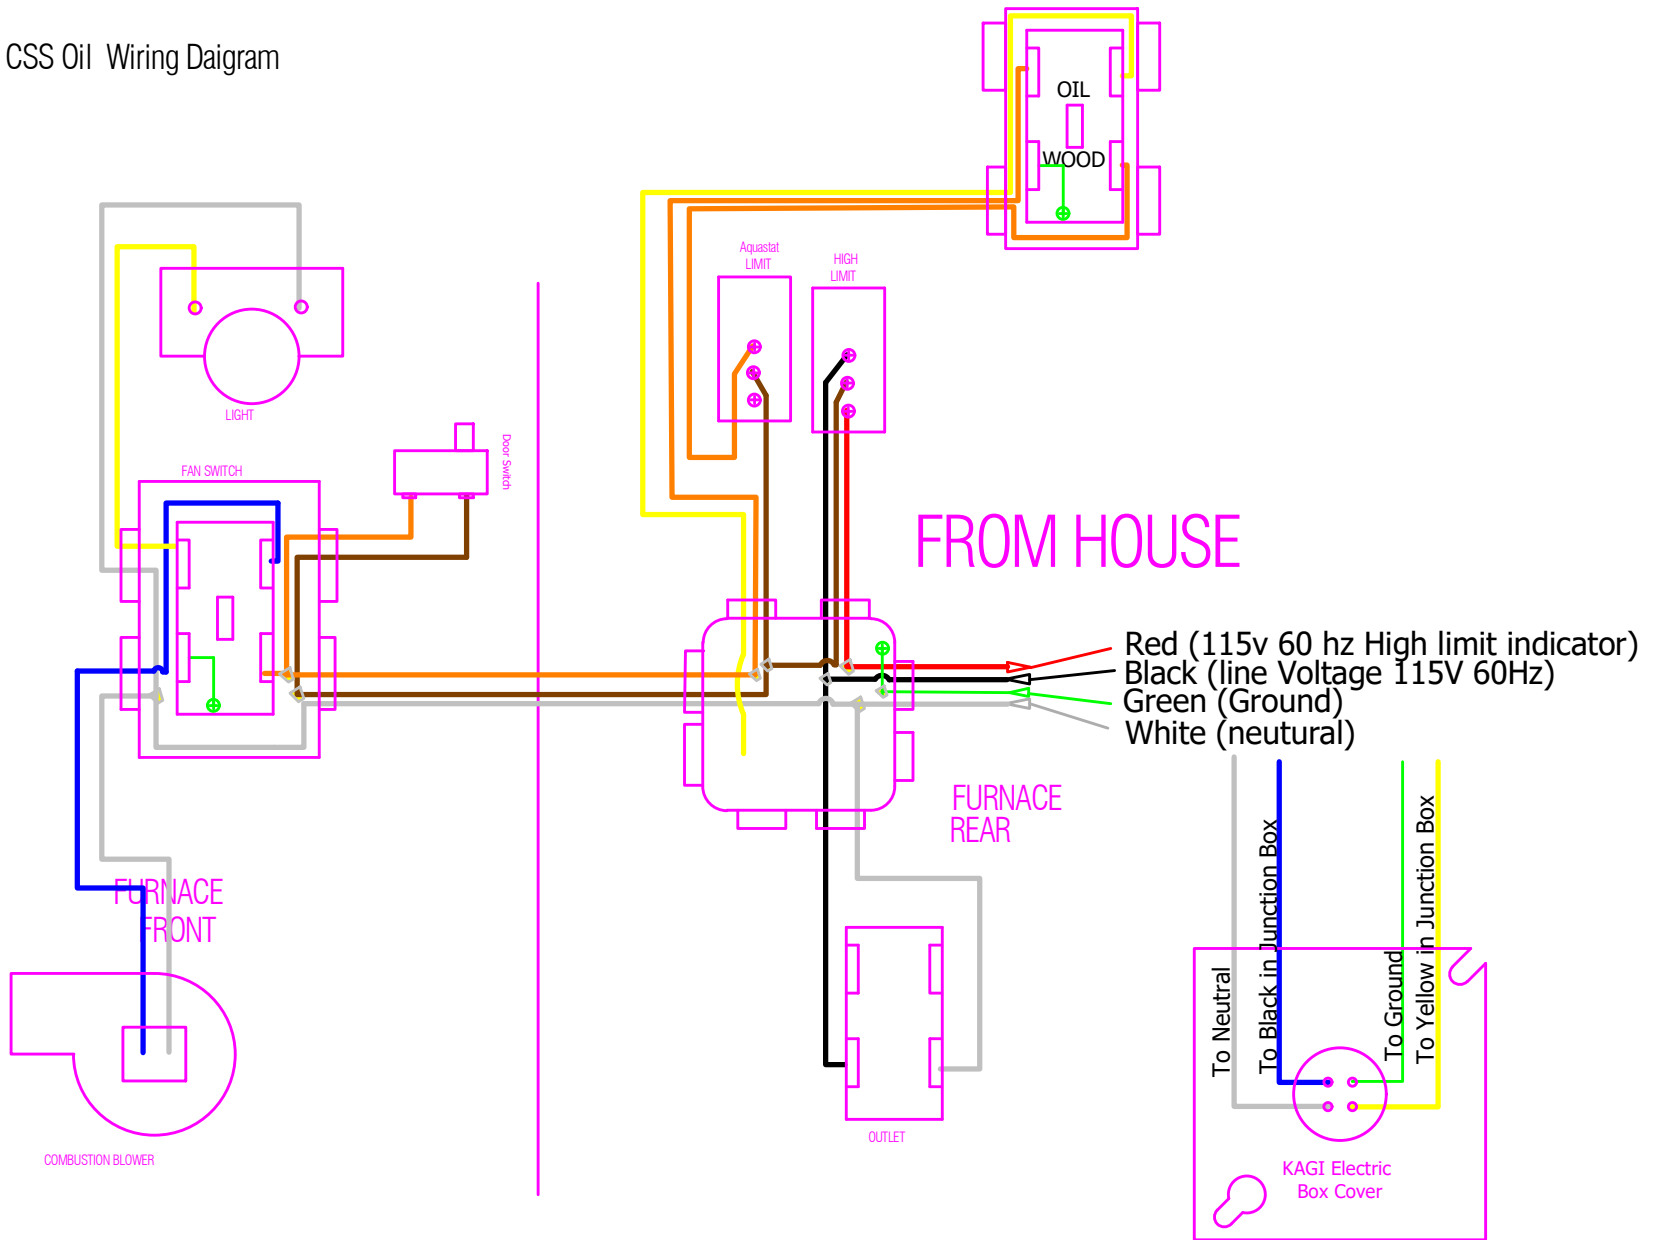 CSS Oil  Wiring Daigram
OIL
WOOD
Aquastat
LIMIT
HIGH
LIMIT
LIGHT
FAN SWITCH
Door Switch
FROM HOUSE
Red (115v 60 hz High limit indicator)
Black (line Voltage 115V 60Hz)
Green (Ground)
White (neutural)
FURNACE
REAR
FURNACE
FRONT
To Neutral
To Black in Junction Box
To Ground
To Yellow in Junction Box
OUTLET
COMBUSTION BLOWER
KAGI Electric
Box Cover